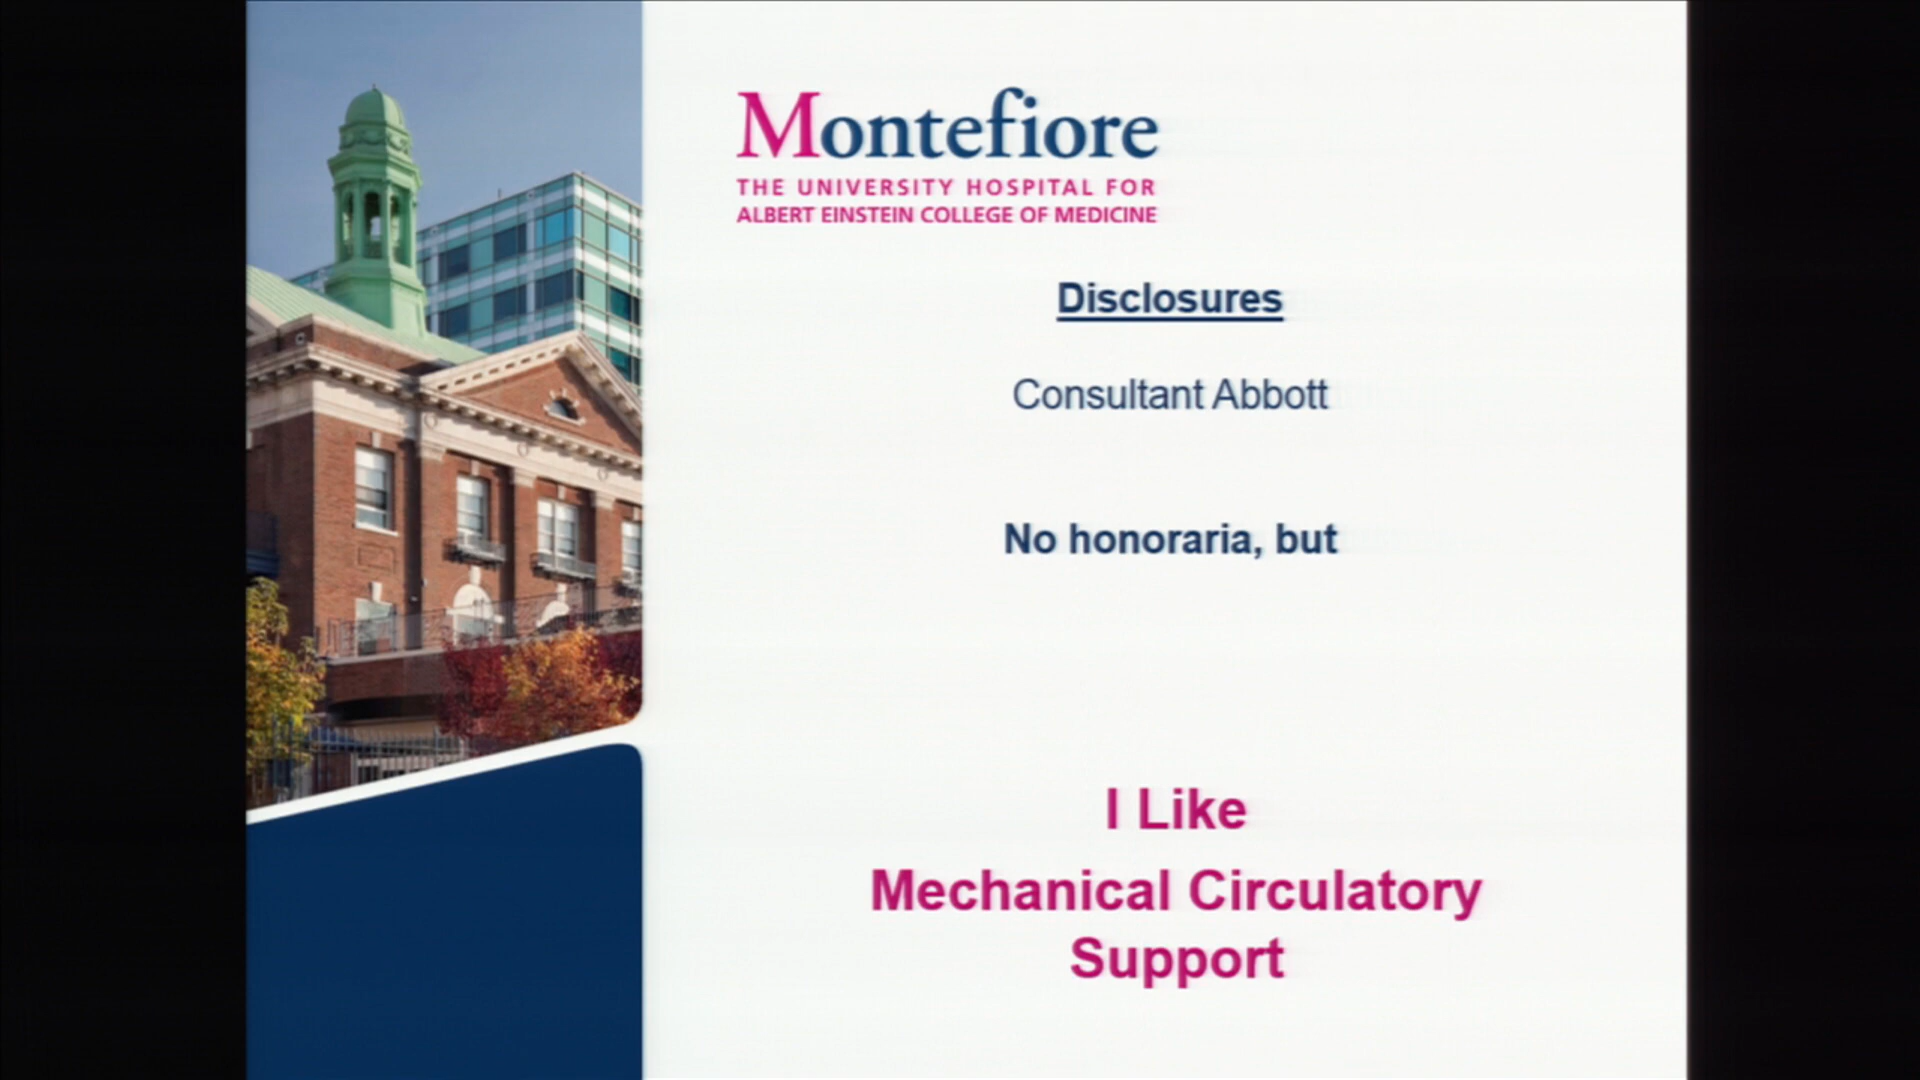 Montefiore
THE UNIVERSITY HOSPITAL FOR
ALBERT EINSTEIN COLLEGE OF MEDICINE
Disclosures
Consultant Abbott
No honoraria, but
I Like
Mechanical Circulatory
Support